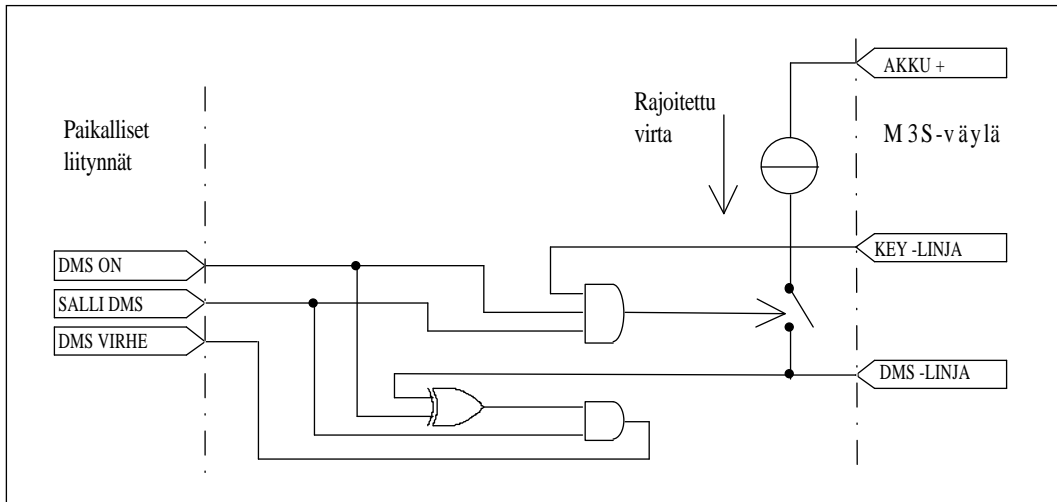 AKKU +
Paikalliset
liitynnät
Rajoitettu
virta
M3S-väylä
DMS ON
SALLI DMS
DMS VIRHE
KEY -LINJA
DMS -LINJA